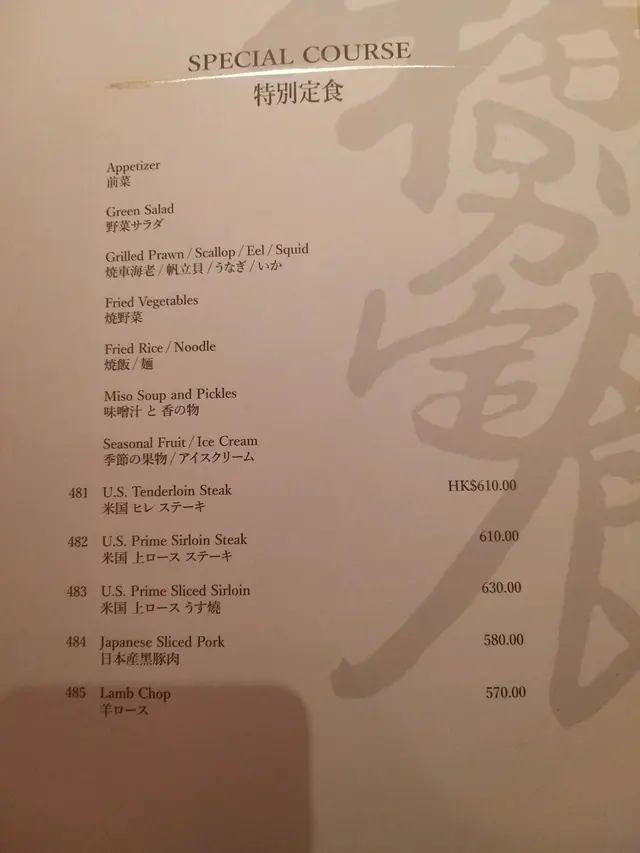 SPECIAL COURSE
特別定食
Appetizer
前菜
Green Salad
野菜サラダ
Grilled Prawn / Scallop / Eel / Squid
焼車海老 / 帆立貝 / うなぎ / いか
Fried Vegetables
焼野菜
Fried Rice / Noodle
焼飯 / 麺
Miso Soup and Pickles
味噌汁 と 香の物
Seasonal Fruit / Ice Cream
季節の果物 / アイスクリーム
481 U.S. Tenderloin Steak HK$610.00
米国 ヒレ ステーキ
482 U.S. Prime Sirloin Steak 610.00
米国 上ロース ステーキ
483 U.S. Prime Sliced Sirloin 630.00
米国 上ロース うす焼
484 Japanese Sliced Pork 580.00
日本産黒豚肉
485 Lamb Chop 570.00
羊ロース